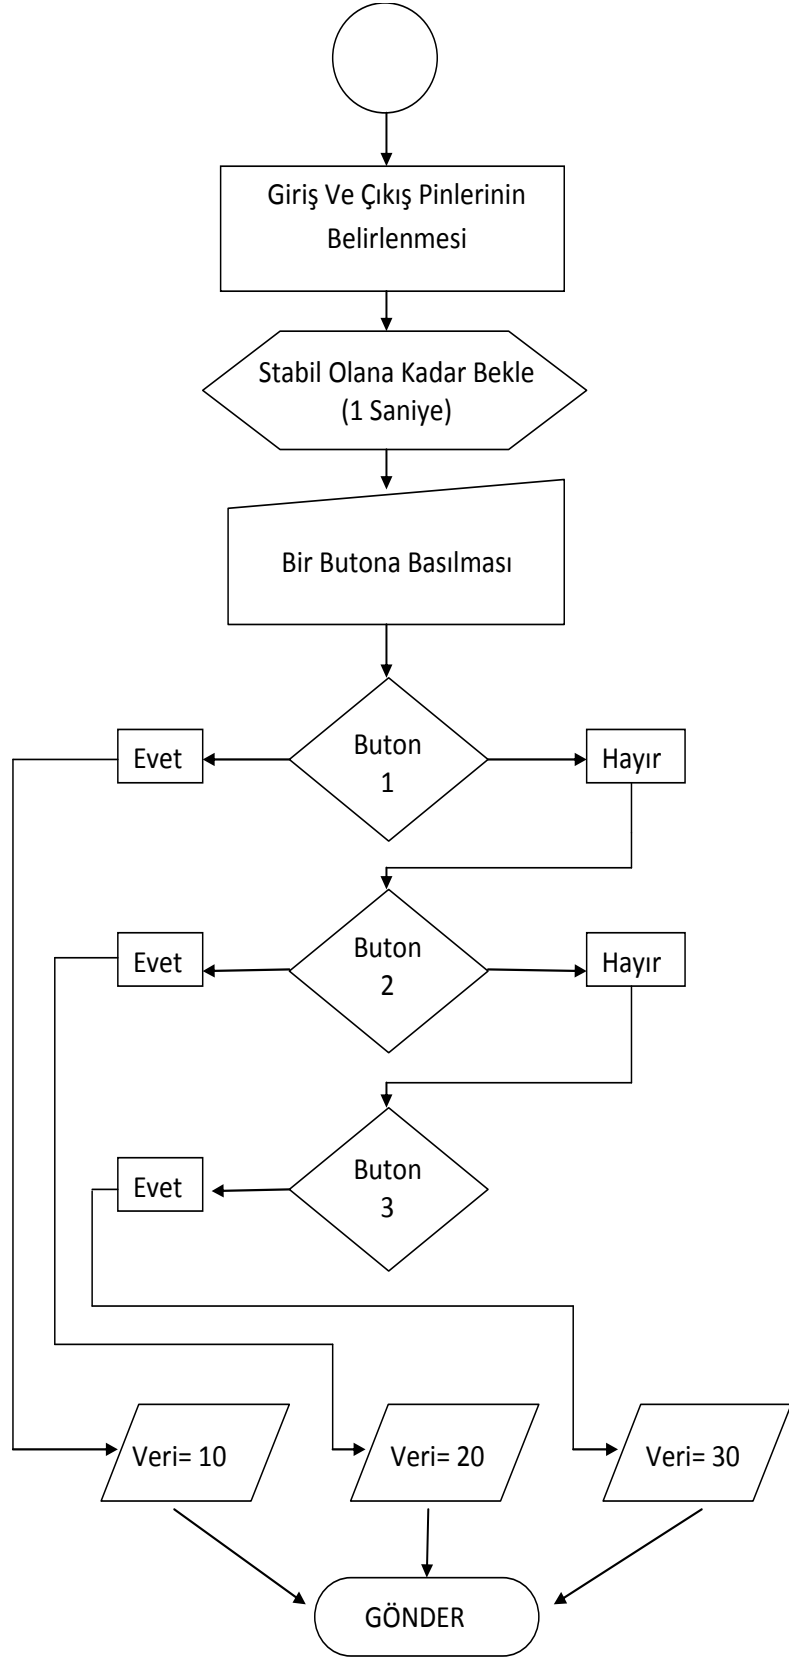 Giriş Ve Çıkış Pinlerinin
Belirlenmesi
Stabil Olana Kadar Bekle
(1 Saniye)
Bir Butona Basılması
Evet
Buton
1
Hayır
Evet
Buton
2
Hayır
Evet
Buton
3
Veri= 10
Veri= 20
Veri= 30
GÖNDER